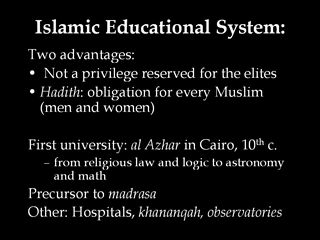 Islamic Educational System:
Two advantages:
• Not a privilege reserved for the elites
• Hadith: obligation for every Muslim
(men and women)
First university: al Azhar in Cairo, 10th c.
– from religious law and logic to astronomy
and math
Precursor to madrasa
Other: Hospitals, khananqah, observatories